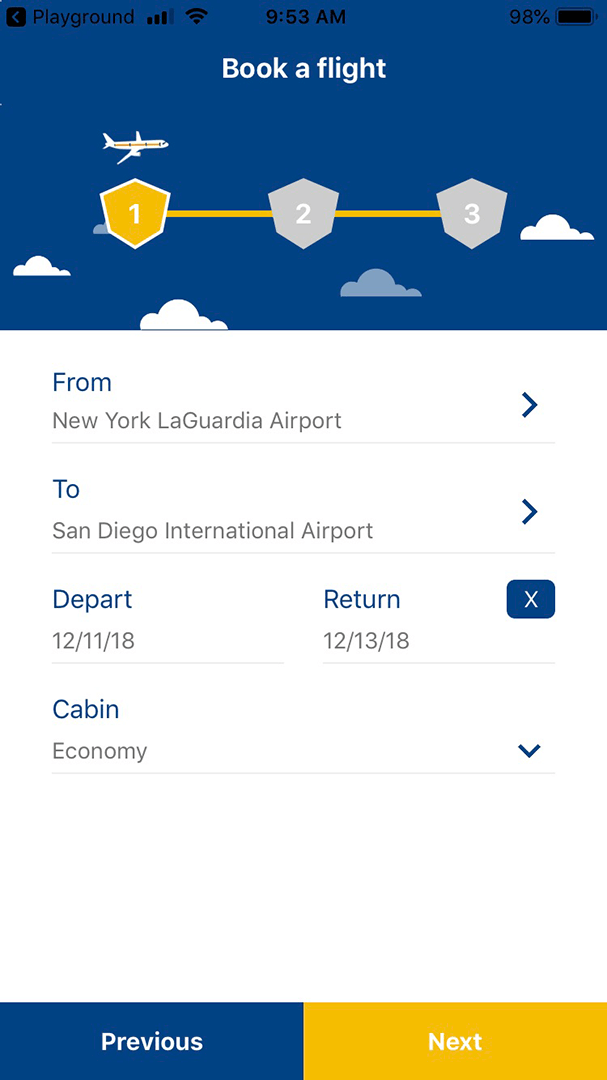 Playground 9:53 AM 98%
Book a flight
1 2 3
From
New York LaGuardia Airport
To
San Diego International Airport
Depart Return X
12/11/18 12/13/18
Cabin
Economy
Previous Next